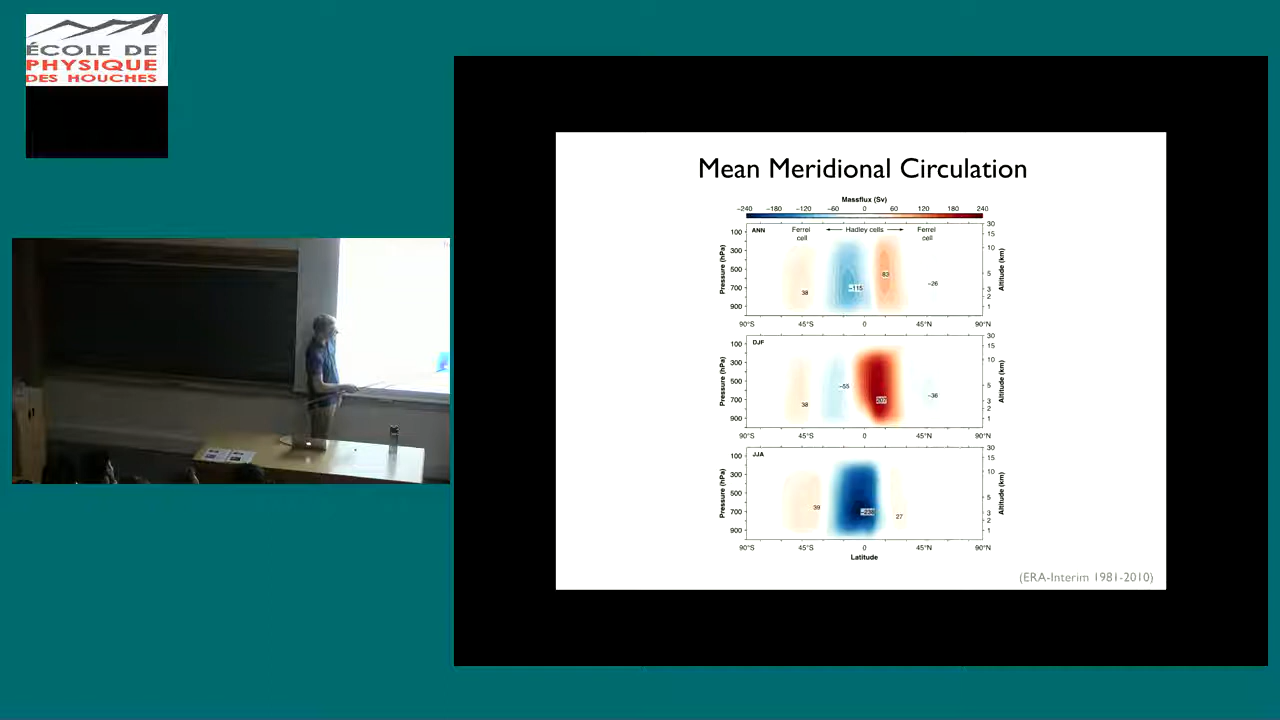 ÉCOLE DE
PHYSIQUE
DES HOUCHES
Mean Meridional Circulation
Massflux (Sv)
−240 −180 −120 −60 0 60 120 180 240
ANN
Ferrel cell
Hadley cells
Ferrel cell
Pressure (hPa)
100
300
500
700
900
38
−115
83
−26
30
15
10
5
3
2
1
Altitude (km)
90°S 45°S 0 45°N 90°N
DJF
Pressure (hPa)
100
300
500
700
900
38
−55
207
−36
30
15
10
5
3
2
1
Altitude (km)
90°S 45°S 0 45°N 90°N
JJA
Pressure (hPa)
100
300
500
700
900
39
27
30
15
10
5
3
2
1
Altitude (km)
90°S 45°S 0 45°N 90°N
Latitude
(ERA-Interim 1981-2010)